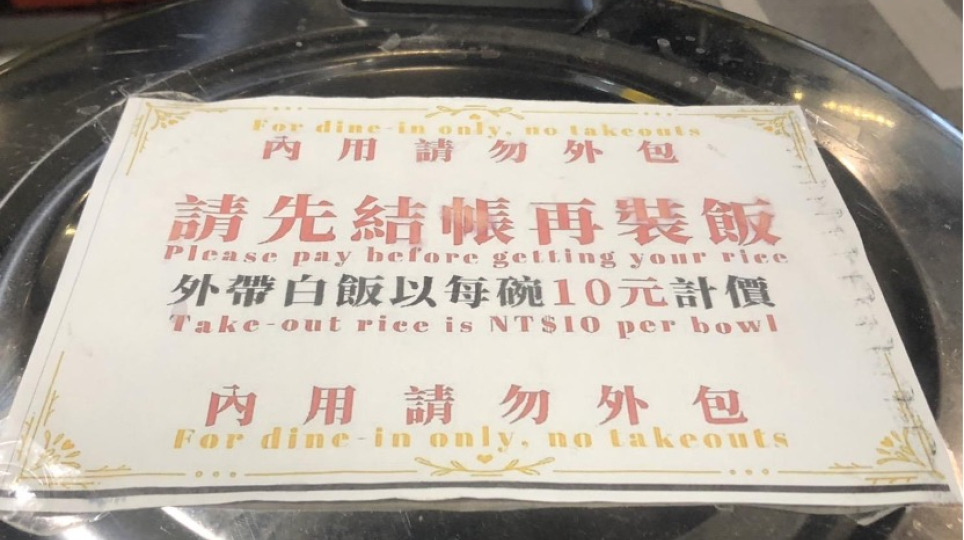 For dine-in only, no takeouts
內用請勿外包
請先結帳再裝飯
Please pay before getting your rice
外帶白飯以每碗10元計價
Take-out rice is NT$10 per bowl
內用請勿外包
For dine-in only, no takeouts